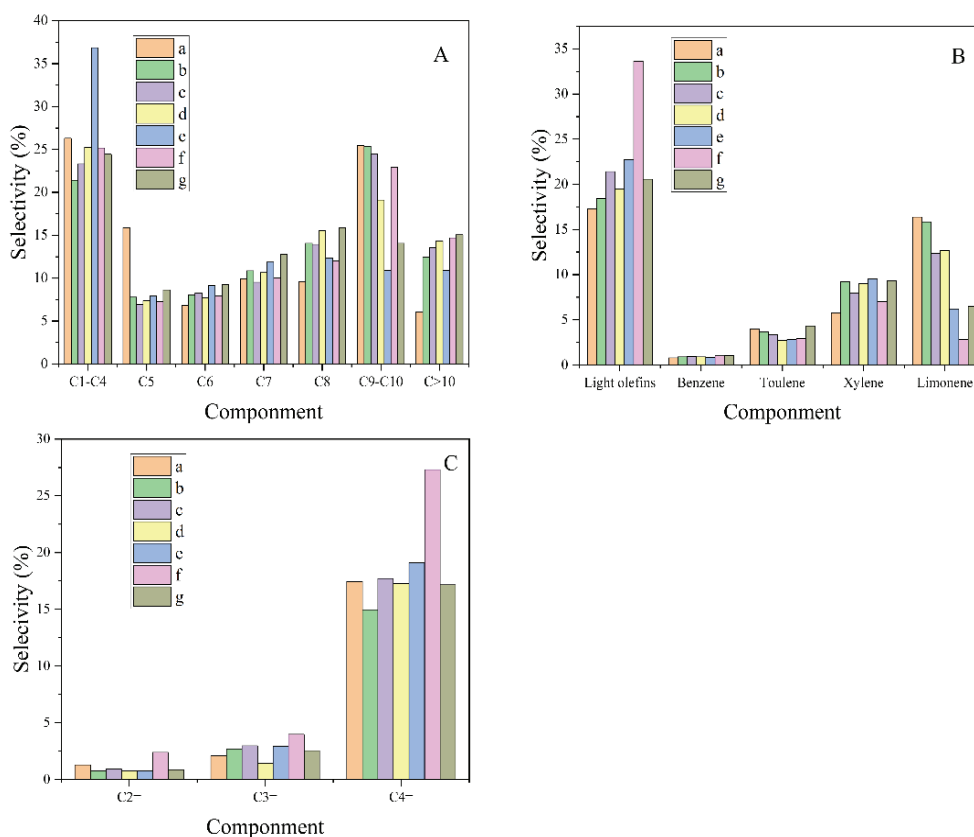 A
Selectivity (%)
40
35
30
25
20
15
10
5
0
a
b
c
d
e
f
g
C1-C4 C5 C6 C7 C8 C9-C10 C>10
Componment
B
Selectivity (%)
35
30
25
20
15
10
5
0
a
b
c
d
e
f
g
Light olefins Benzene Toulene Xylene Limonene
Componment
C
Selecivity (%)
30
25
20
15
10
5
0
a
b
c
d
e
f
g
C2= C3= C4=
Componment